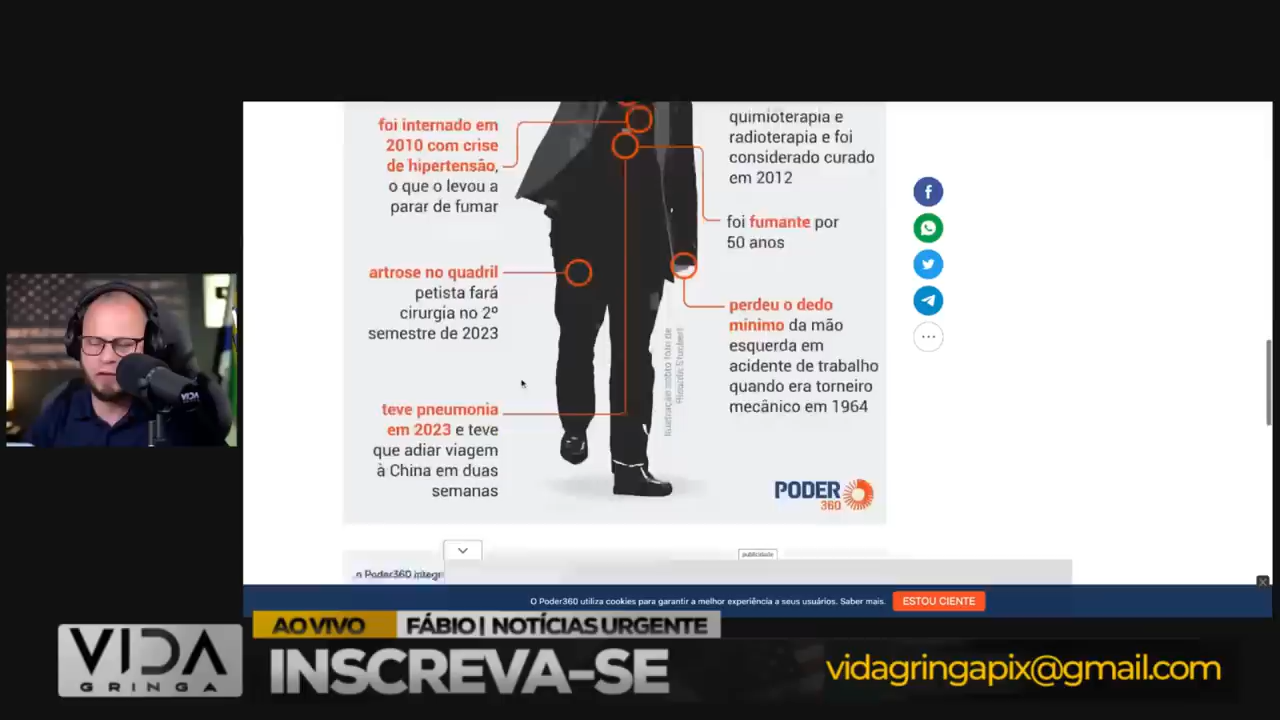 foi internado em
2010 com crise
de hipertensão,
o que o levou a
parar de fumar
artrose no quadril
petista fará
cirurgia no 2º
semestre de 2023
teve pneumonia
em 2023 e teve
que adiar viagem
à China em duas
semanas
quimioterapia e
radioterapia e foi
considerado curado
em 2012
foi fumante por
50 anos
perdeu o dedo
mínimo da mão
esquerda em
acidente de trabalho
quando era torneiro
mecânico em 1964
PODER
360
publicidade
o Poder360 integr
O Poder360 utiliza cookies para garantir a melhor experiência a seus usuários. Saber mais.
ESTOU CIENTE
AO VIVO
FÁBIO | NOTÍCIAS URGENTE
VIDA
GRINGA
INSCREVA-SE
vidagringapix@gmail.com